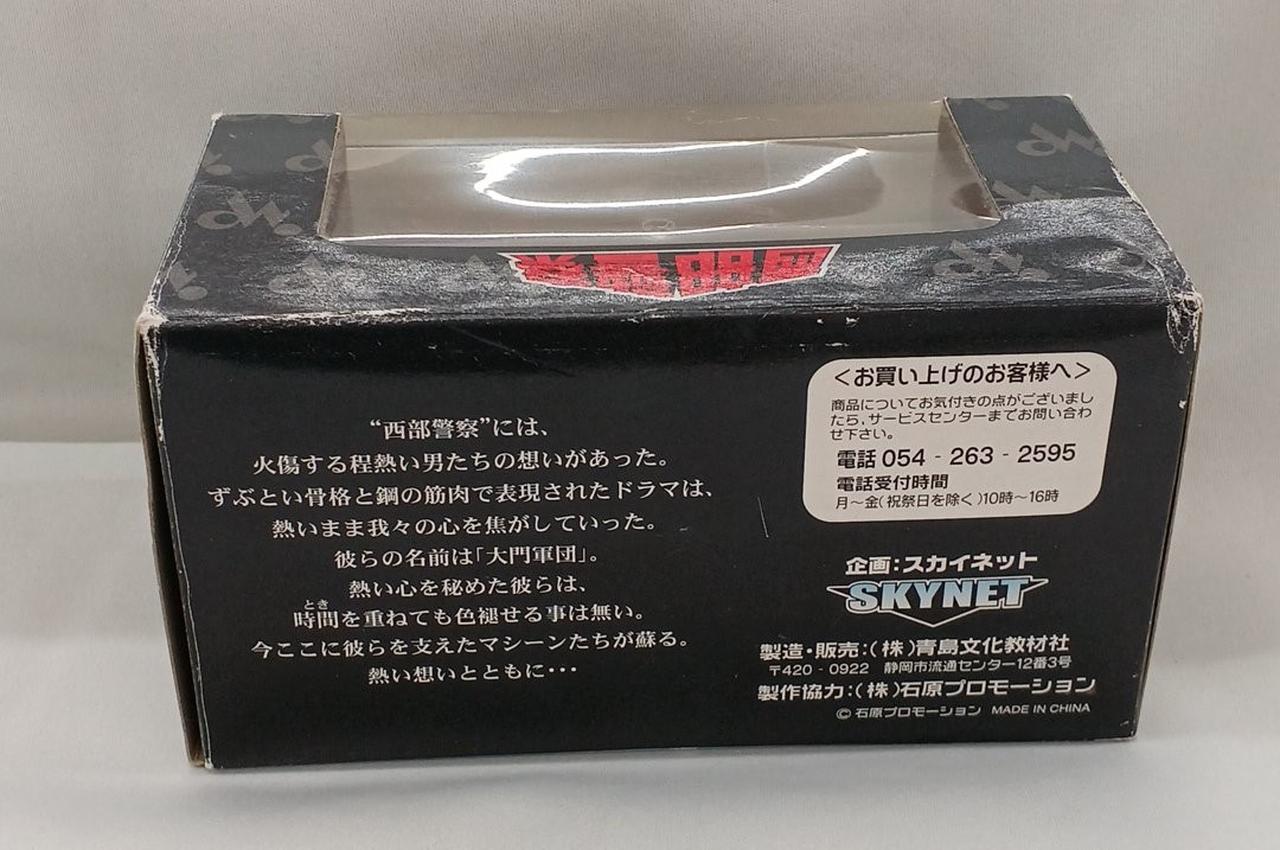 西部警察
“西部警察”には、
火傷する程熱い男たちの想いがあった。
ずぶとい骨格と鋼の筋肉で表現されたドラマは、
熱いまま我々の心を焦がしていった。
彼らの名前は「大門軍団」。
熱い心を秘めた彼らは、
とき
時間を重ねても色褪せる事は無い。
今ここに彼らを支えたマシーンたちが蘇る。
熱い想いとともに･･･
＜お買い上げのお客様へ＞
商品についてお気付きの点がございまし
たら、サービスセンターまでお問い合わ
せ下さい。
電話 054 - 263 - 2595
電話受付時間
月～金(祝祭日を除く)10時～16時
企画：スカイネット
SKYNET
製造・販売：(株)青島文化教材社
〒420 - 0922 静岡市流通センター12番3号
製作協力：(株)石原プロモーション
© 石原プロモーション MADE IN CHINA